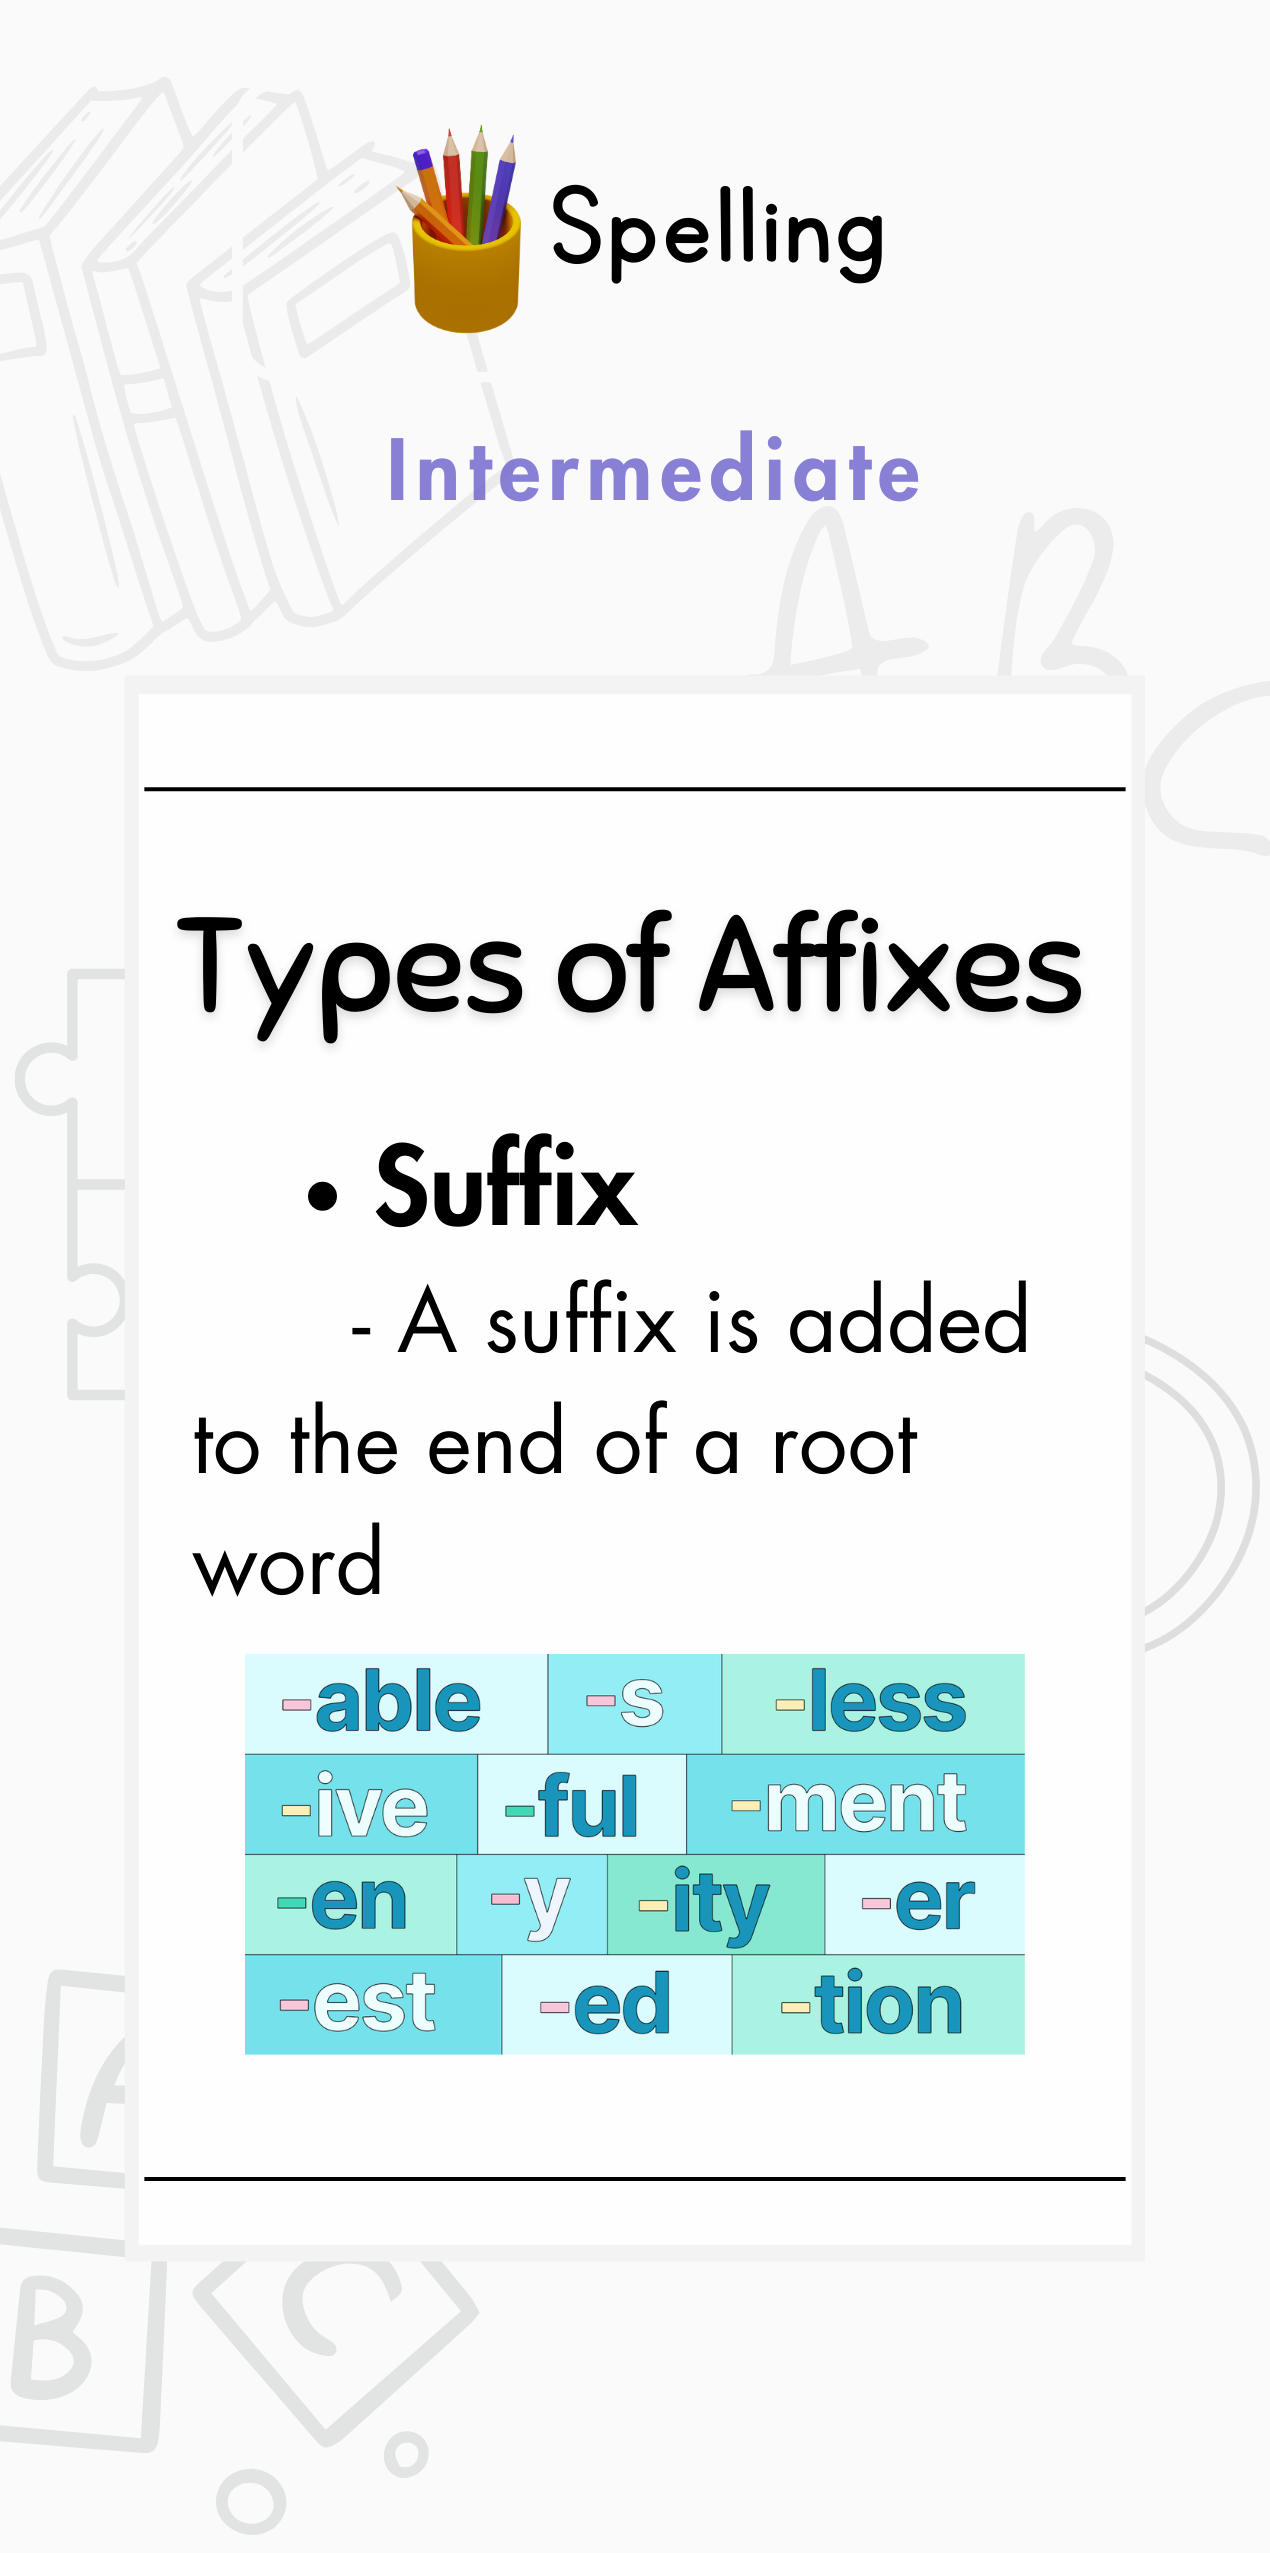 Spelling
Intermediate
Types of Affixes
• Suffix
- A suffix is added
to the end of a root
word
-able -s -less
-ive -ful -ment
-en -y -ity -er
-est -ed -tion
A B C
A
B C